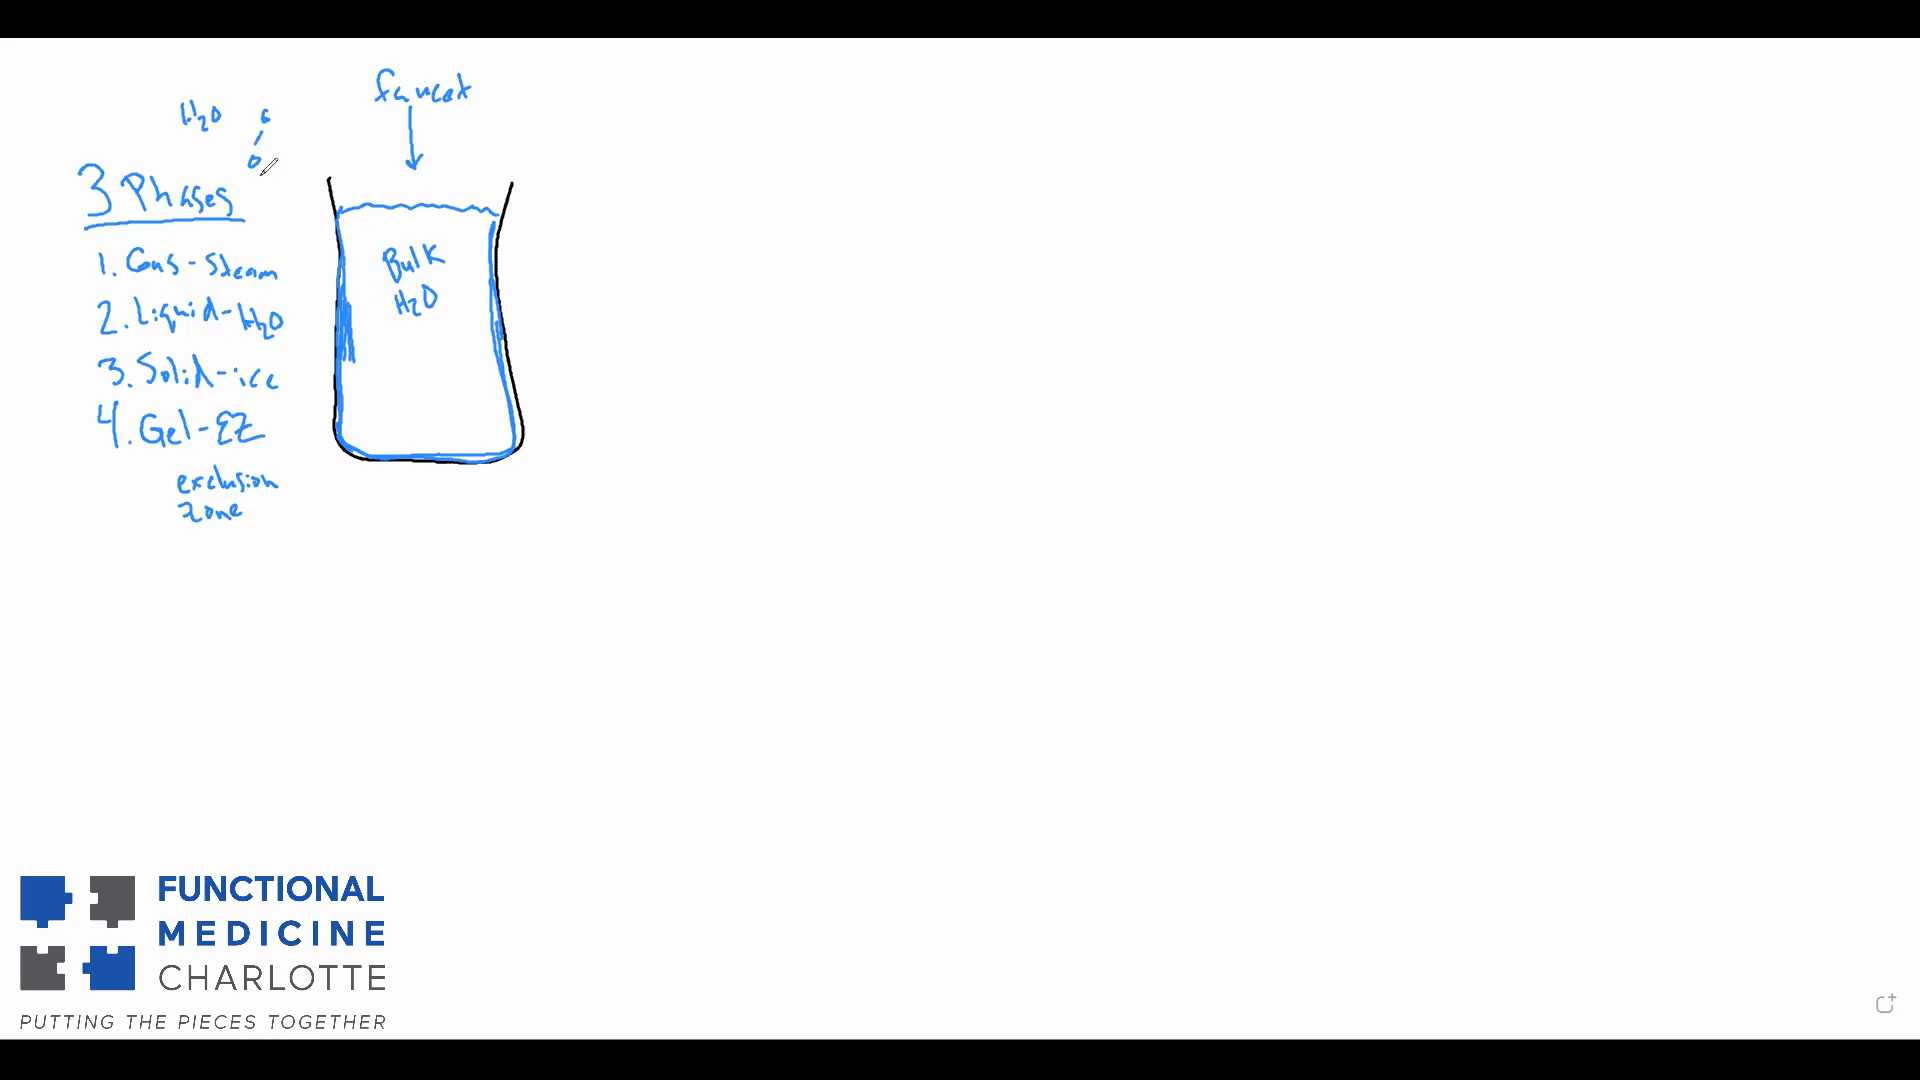 faucet
H2O
3 Phases
1. Gas - Steam
2. Liquid - H2O
3. Solid - ice
4. Gel - EZ
exclusion
zone
Bulk
H2O
FUNCTIONAL
MEDICINE
CHARLOTTE
PUTTING THE PIECES TOGETHER